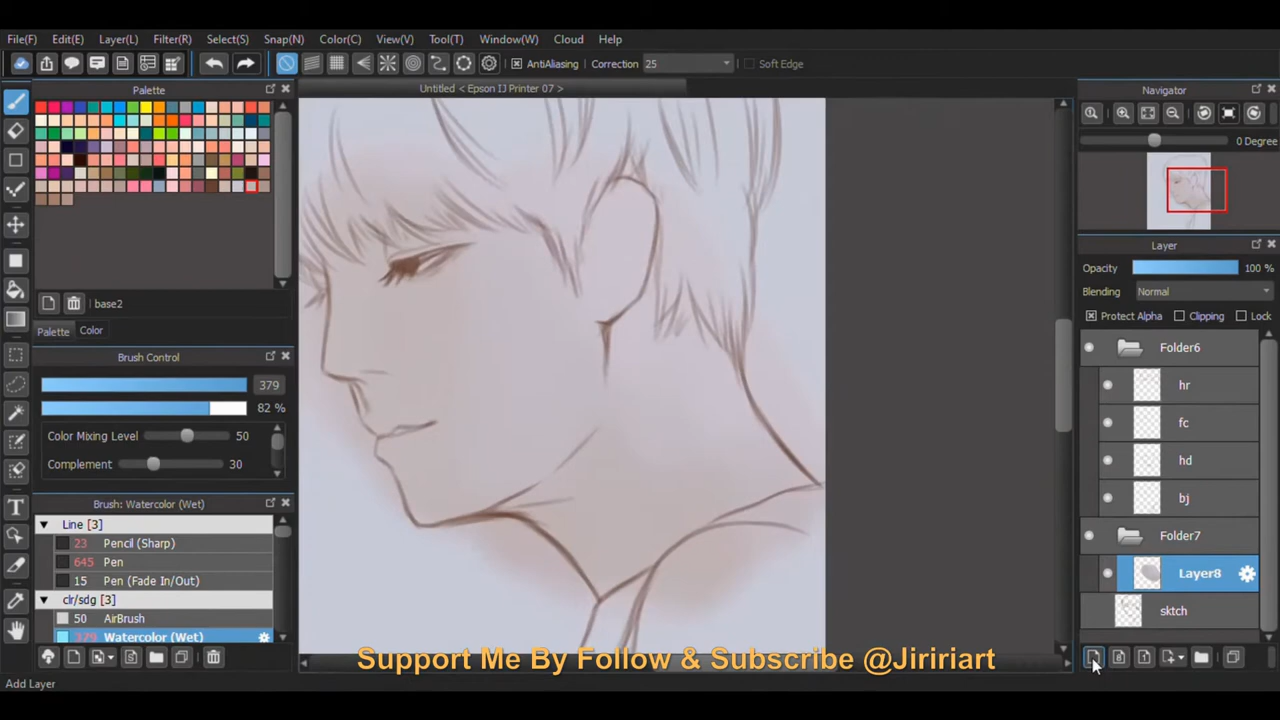 File(F) Edit(E) Layer(L) Filter(R) Select(S) Snap(N) Color(C) View(V) Tool(T) Window(W) Cloud Help
AntiAliasing Correction 25 Soft Edge
Palette
Untitled < Epson IJ Printer 07 >
Navigator
0 Degree
Layer
Opacity 100 %
Blending Normal
Protect Alpha Clipping Lock
base2
Palette Color
Brush Control
379
82 %
Color Mixing Level 50
Complement 30
Brush: Watercolor (Wet)
Line [3]
23 Pencil (Sharp)
645 Pen
15 Pen (Fade In/Out)
clr/sdg [3]
50 AirBrush
379 Watercolor (Wet)
Folder6
hr
fc
hd
bj
Folder7
Layer8
sktch
Support Me By Follow & Subscribe @Jiririart
Add Layer